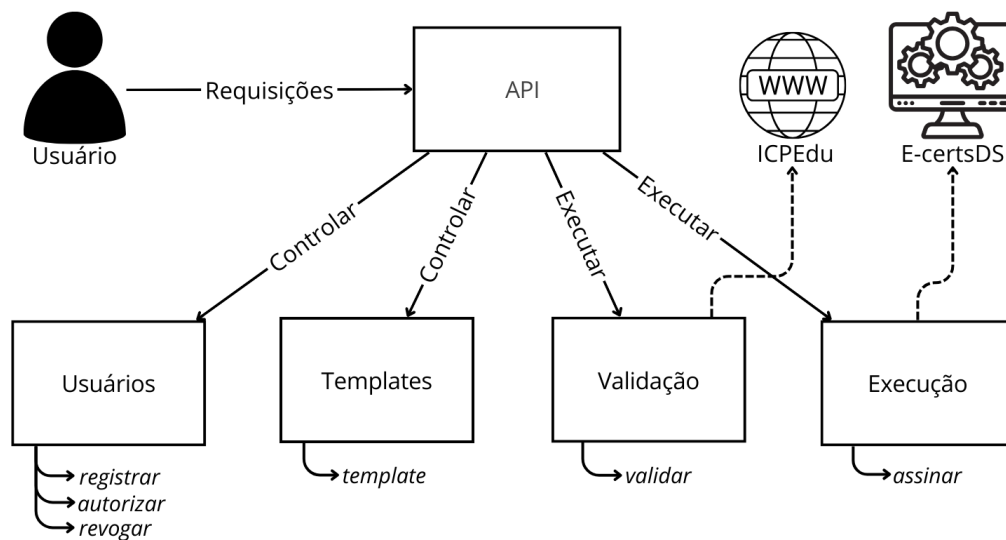 Usuário
Requisições
API
WWW
ICPEdu
E-certsDS
Controlar
Controlar
Executar
Executar
Usuários
Templates
Validação
Execução
registrar
autorizar
revogar
template
validar
assinar